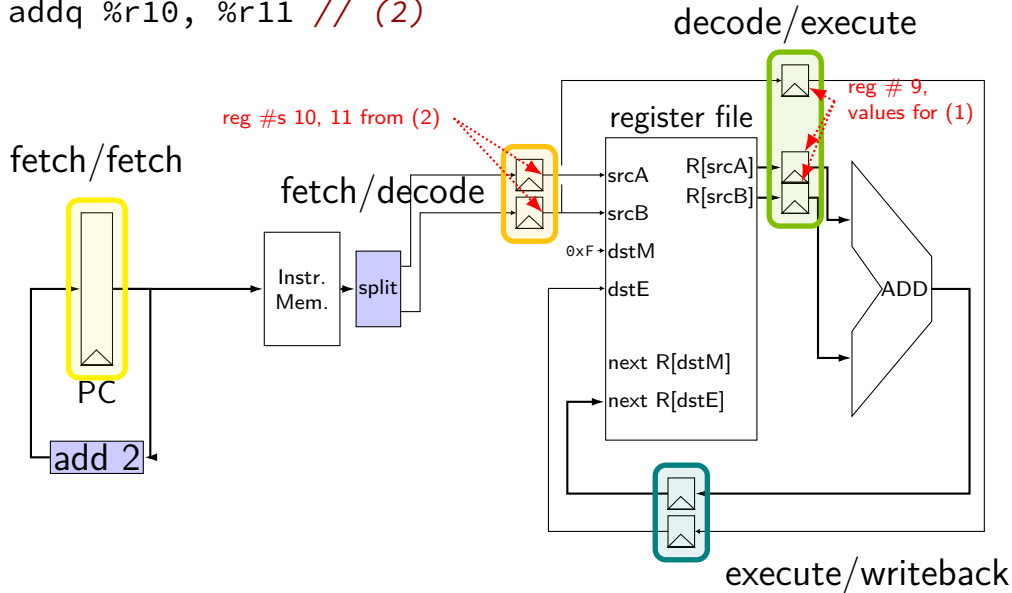 addq %r10, %r11 // (2)
decode/execute
reg # 9,
values for (1)
reg #s 10, 11 from (2)
register file
fetch/fetch
fetch/decode
srcA
R[srcA]
srcB
R[srcB]
0xF
dstM
dstE
Instr.
Mem.
split
ADD
next R[dstM]
next R[dstE]
PC
add 2
execute/writeback